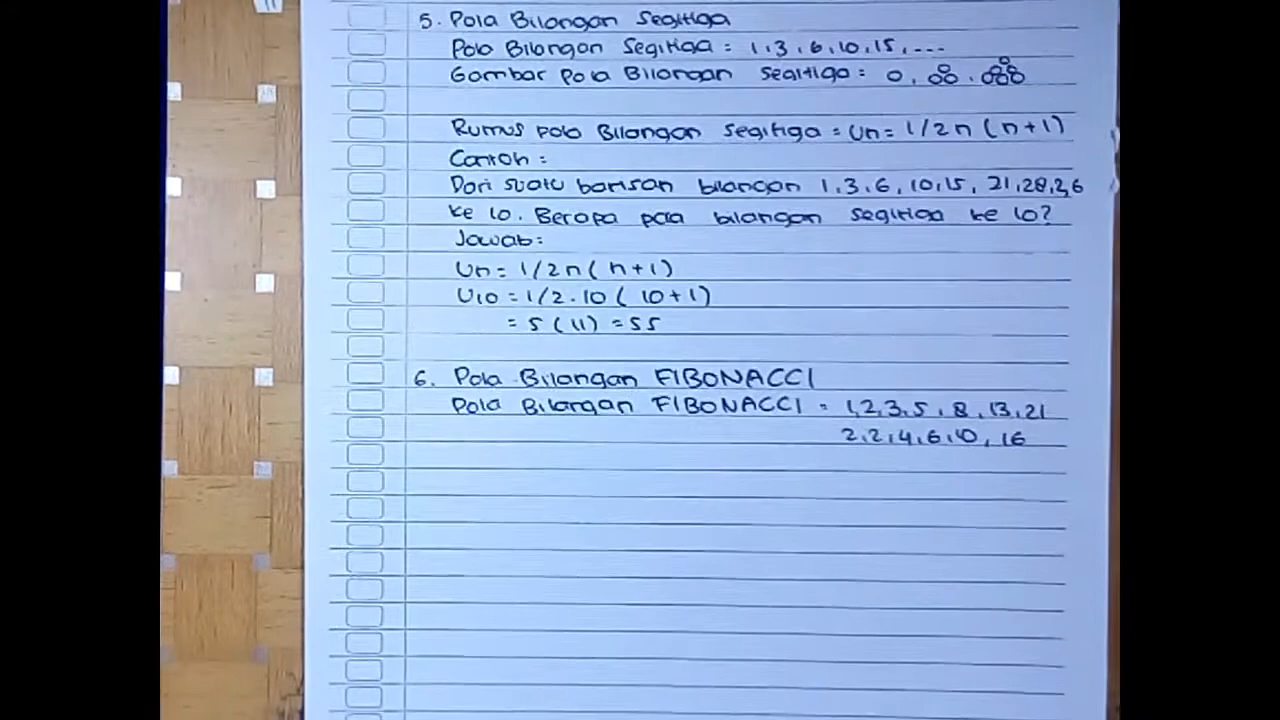 5. Pola Bilangan Segitiga
Pola Bilangan Segitiga = 1, 3, 6, 10, 15, ...
Gambar Pola Bilangan Segitiga =
Rumus pola Bilangan segitiga = Un = 1/2 n (n+1)
Contoh :
Dari suatu barisan bilangan 1, 3, 6, 10, 15, 21, 28, 36
ke 10. Berapa pola bilangan segitiga ke 10?
Jawab:
Un = 1/2 n (n+1)
U10 = 1/2 . 10 ( 10+1)
= 5 (11) = 55
6. Pola Bilangan FIBONACCI
Pola Bilangan FIBONACCI = 1, 2, 3, 5, 8, 13, 21
2, 2, 4, 6, 10, 16